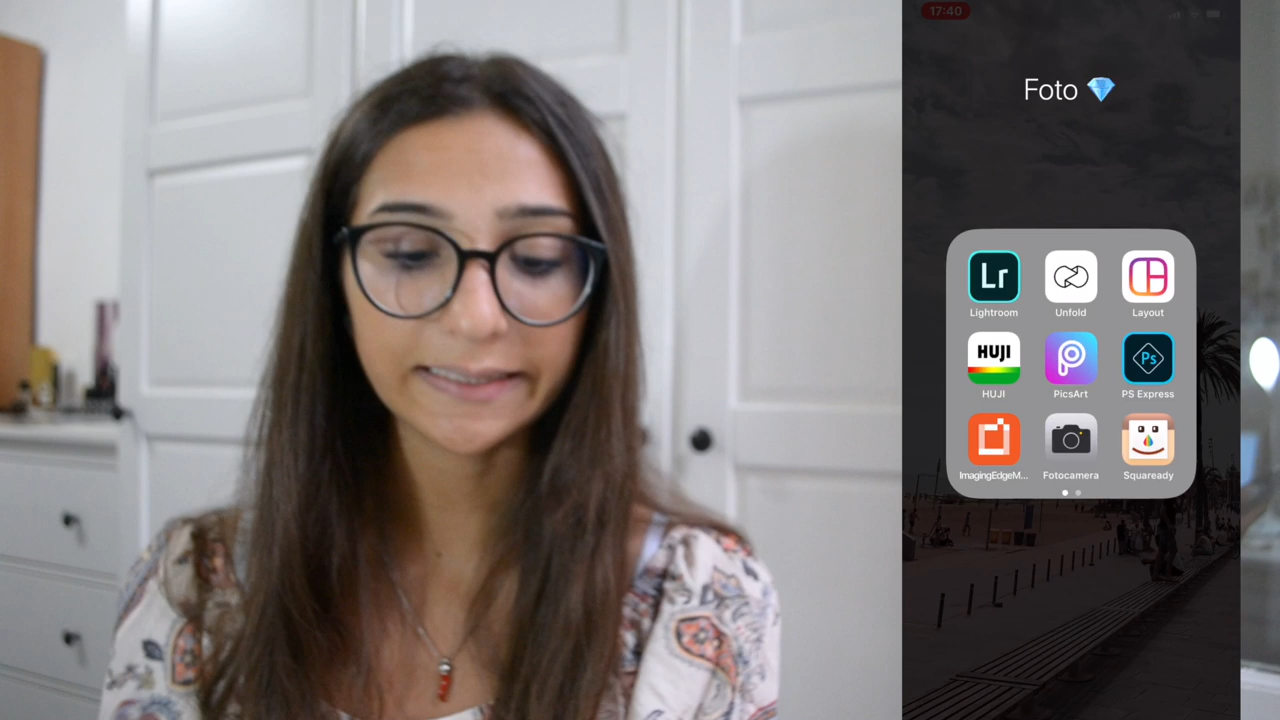 17:40
Foto 💎
Lr
Lightroom
Unfold
Layout
HUJI
HUJI
PicsArt
Ps
PS Express
ImagingEdgeM...
Fotocamera
Squaready